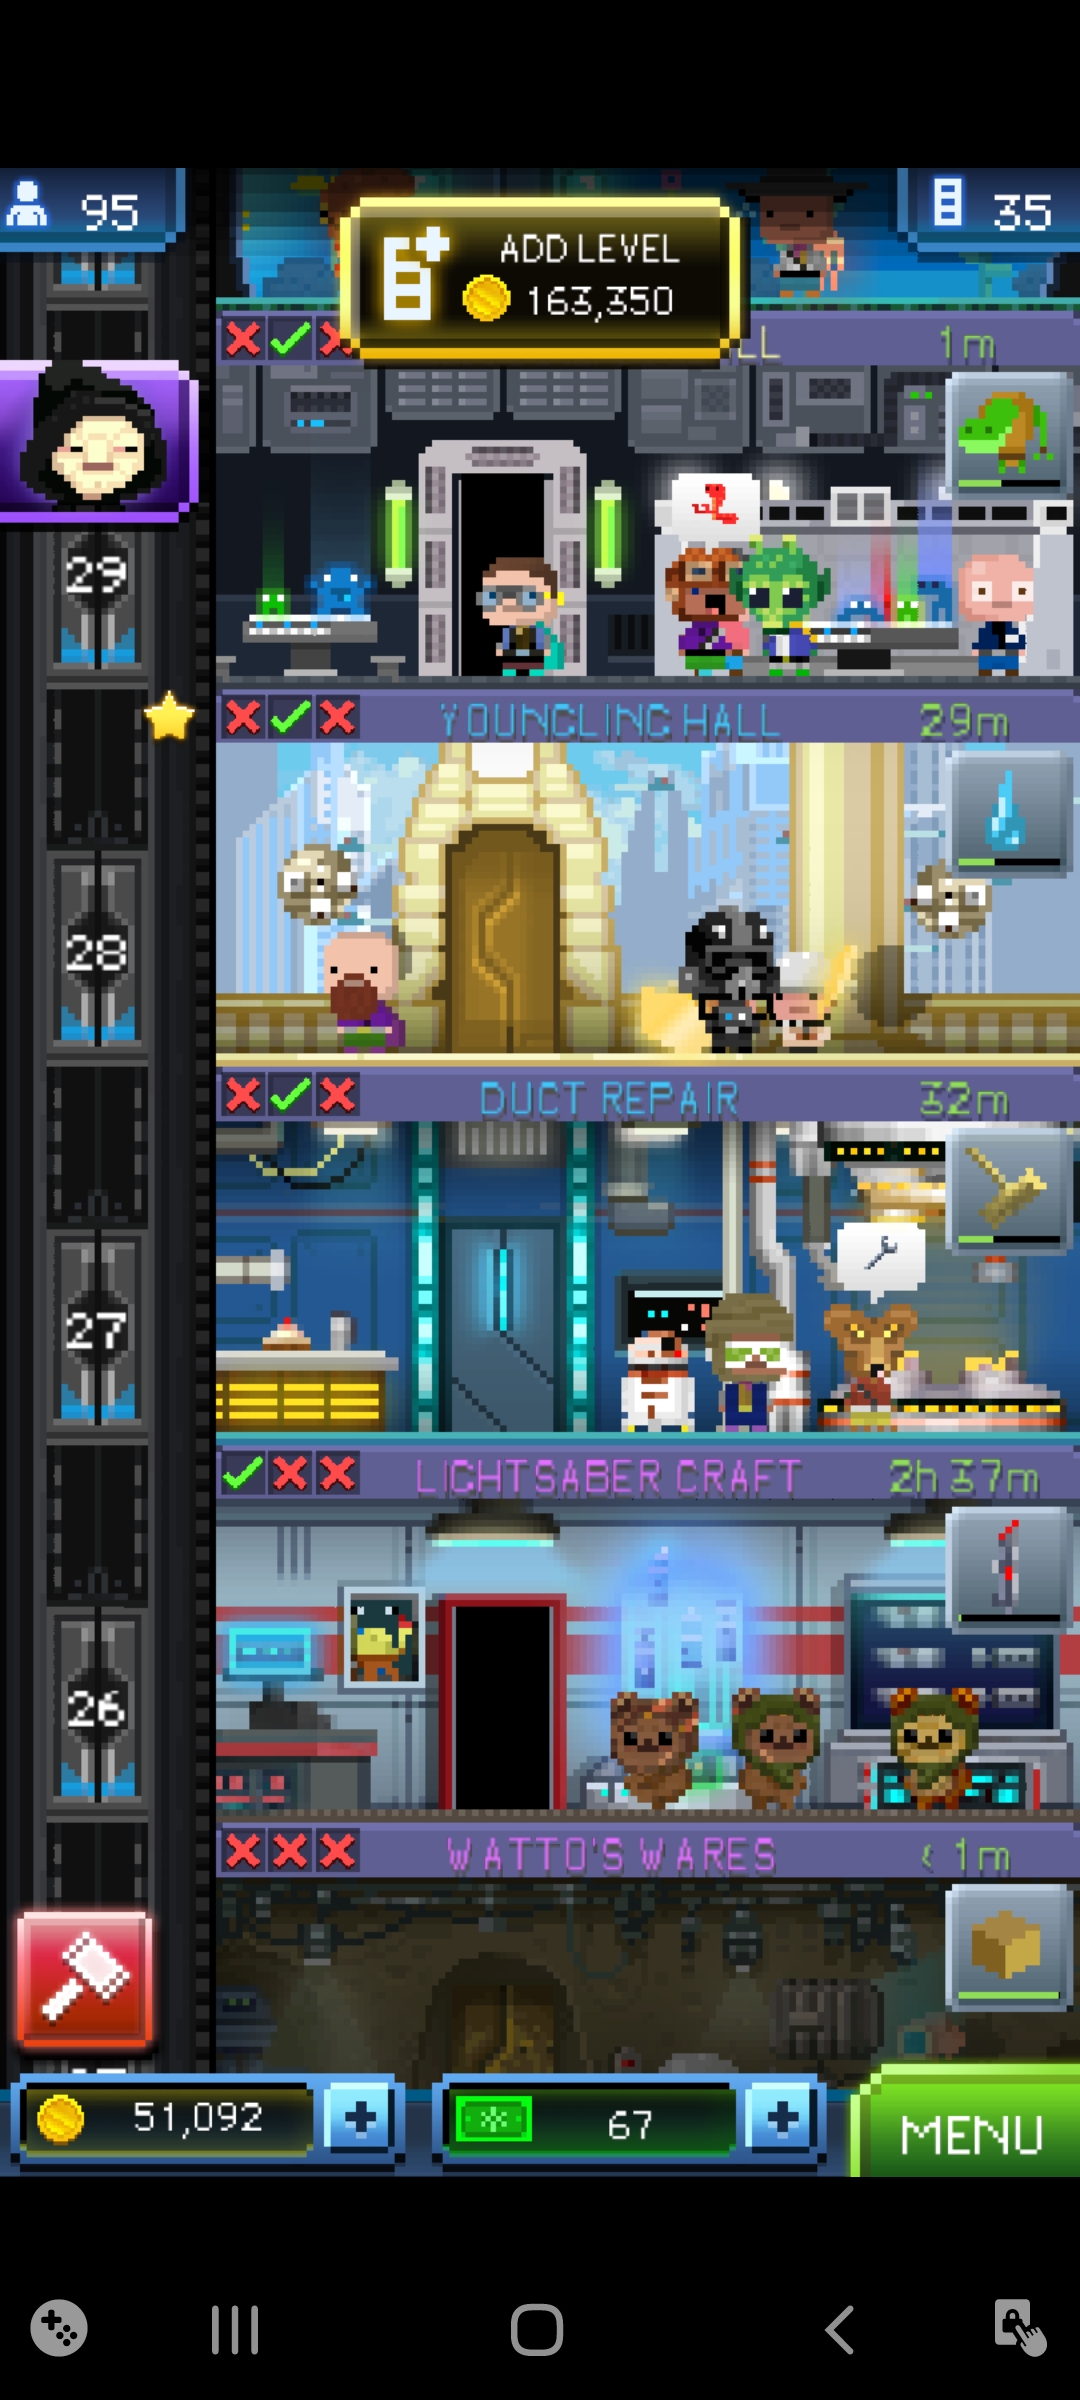 95
ADD LEVEL
163,350
35
LL
1m
29
YOUNGLING HALL
29m
28
DUCT REPAIR
32m
27
LIGHTSABER CRAFT
2h 37m
26
WATTO'S WARES
< 1m
51,092
67
MENU